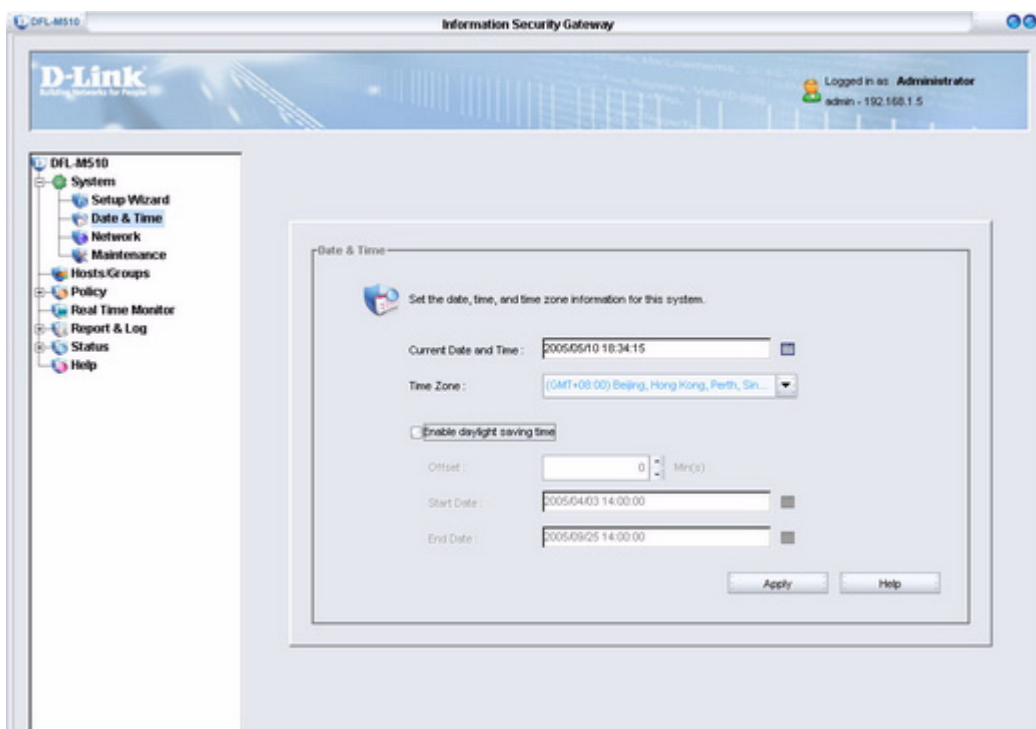 DFL-M510
Information Security Gateway
D-Link
Building Networks for People
Logged in as Administrator
admin - 192.168.1.5
DFL-M510
System
Setup Wizard
Date & Time
Network
Maintenance
Hosts/Groups
Policy
Real Time Monitor
Report & Log
Status
Help
Date & Time
Set the date, time, and time zone information for this system.
Current Date and Time : 2005/05/10 18:34:15
Time Zone : (GMT+08:00) Beijing, Hong Kong, Perth, Sin...
Enable daylight saving time
Offset : 0 Min(s)
Start Date : 2005/04/03 14:00:00
End Date : 2005/09/25 14:00:00
Apply Help